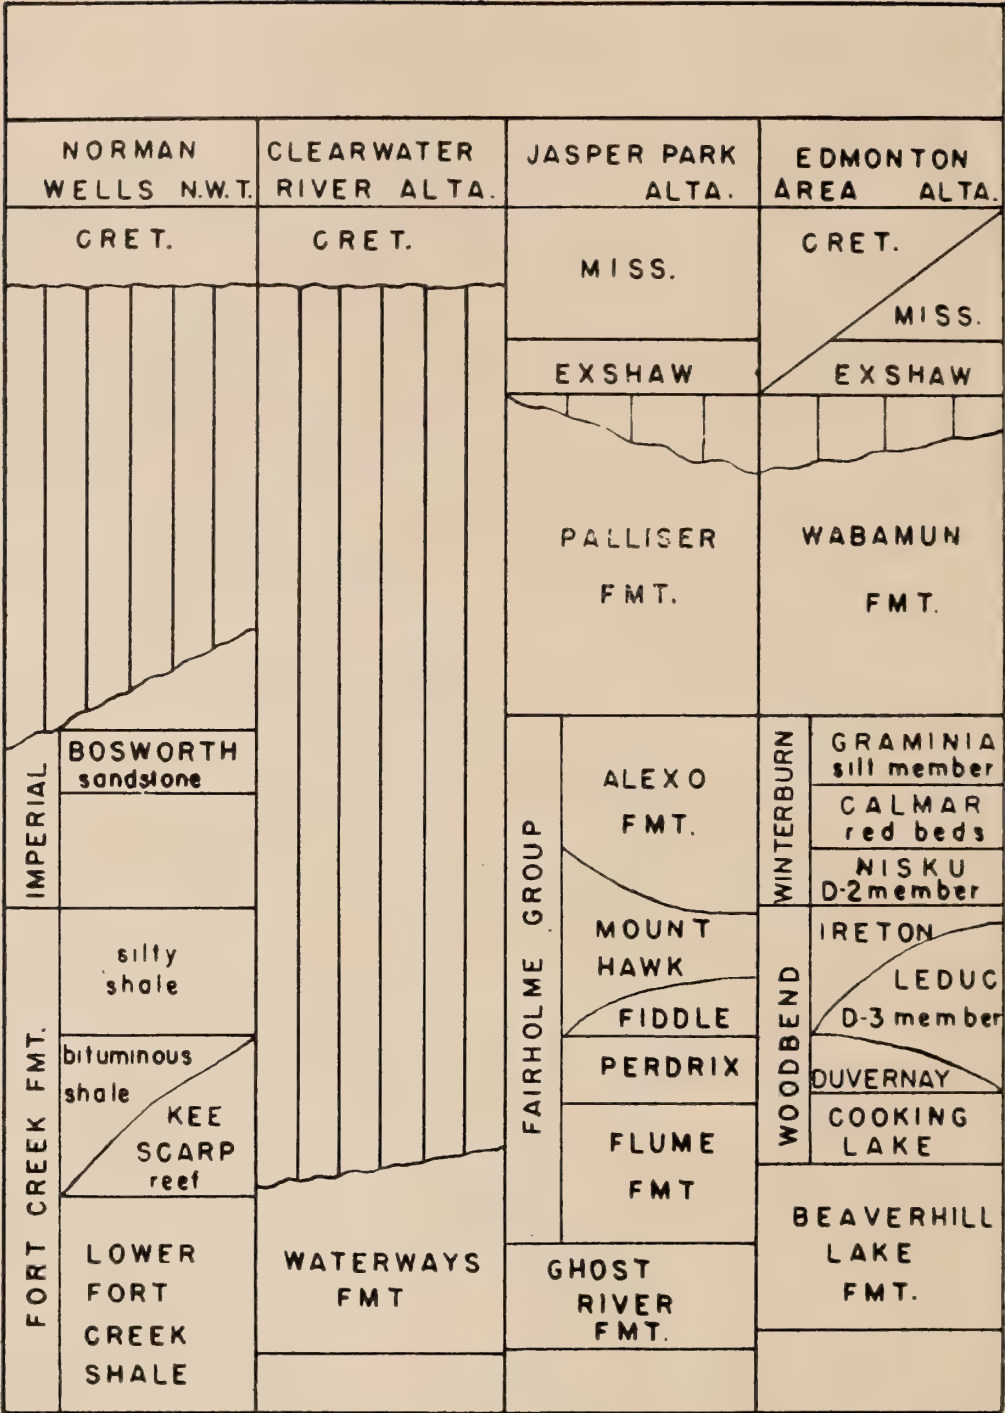 NORMAN
WELLS N.W.T.
CLEARWATER
RIVER ALTA.
JASPER PARK
ALTA.
EDMONTON
AREA ALTA.
CRET.
CRET.
MISS.
EXSHAW
CRET.
MISS.
EXSHAW
PALLISER
FMT.
WABAMUN
FMT.
IMPERIAL
BOSWORTH
sandstone
FORT CREEK FMT.
silty
shale
bituminous
shale
KEE
SCARP
reef
LOWER
FORT
CREEK
SHALE
WATERWAYS
FMT
FAIRHOLME GROUP
ALEXO
FMT.
MOUNT
HAWK
FIDDLE
PERDRIX
FLUME
FMT
GHOST
RIVER
FMT.
WINTERBURN
GRAMINIA
silt member
CALMAR
red beds
NISKU
D-2 member
WOODBEND
IRETON
LEDUC
D-3 member
DUVERNAY
COOKING
LAKE
BEAVERHILL
LAKE
FMT.